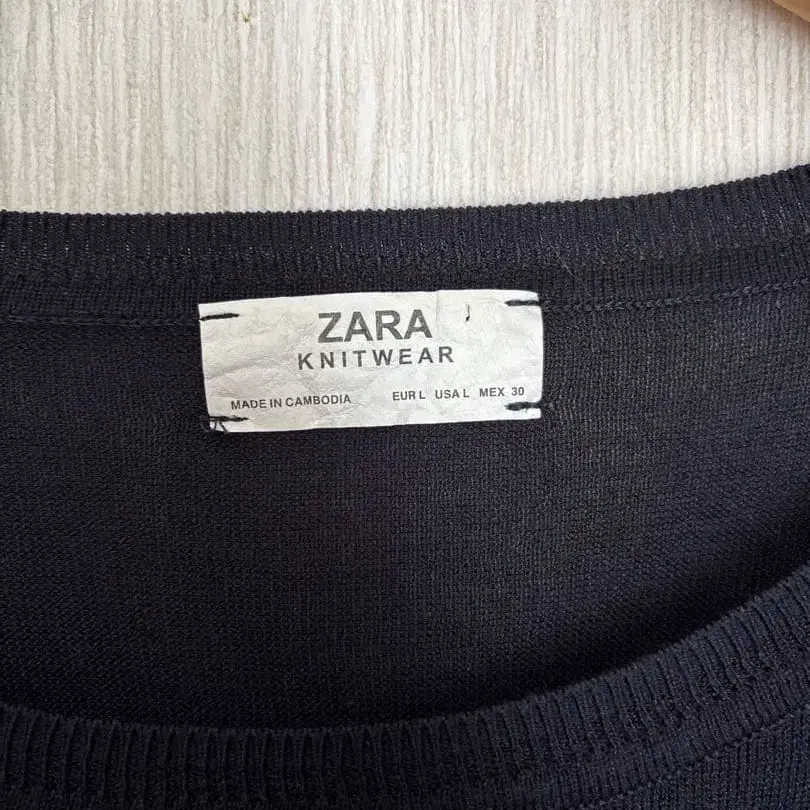 ZARA
KNITWEAR
MADE IN CAMBODIA EUR L USA L MEX 30